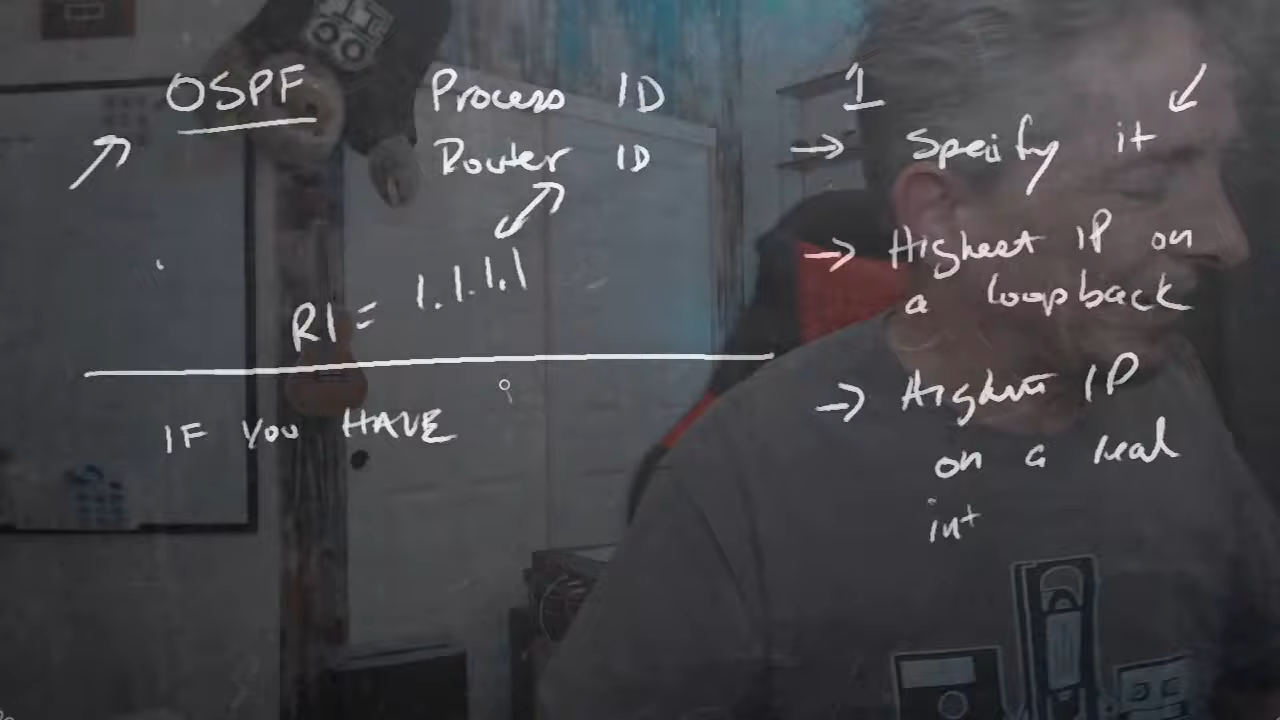 OSPF
Process ID
Router ID
R1 = 1.1.1.1
IF YOU HAVE
1
→ Specify it
→ Highest IP on
a loopback
→ Highest IP
on a real
int